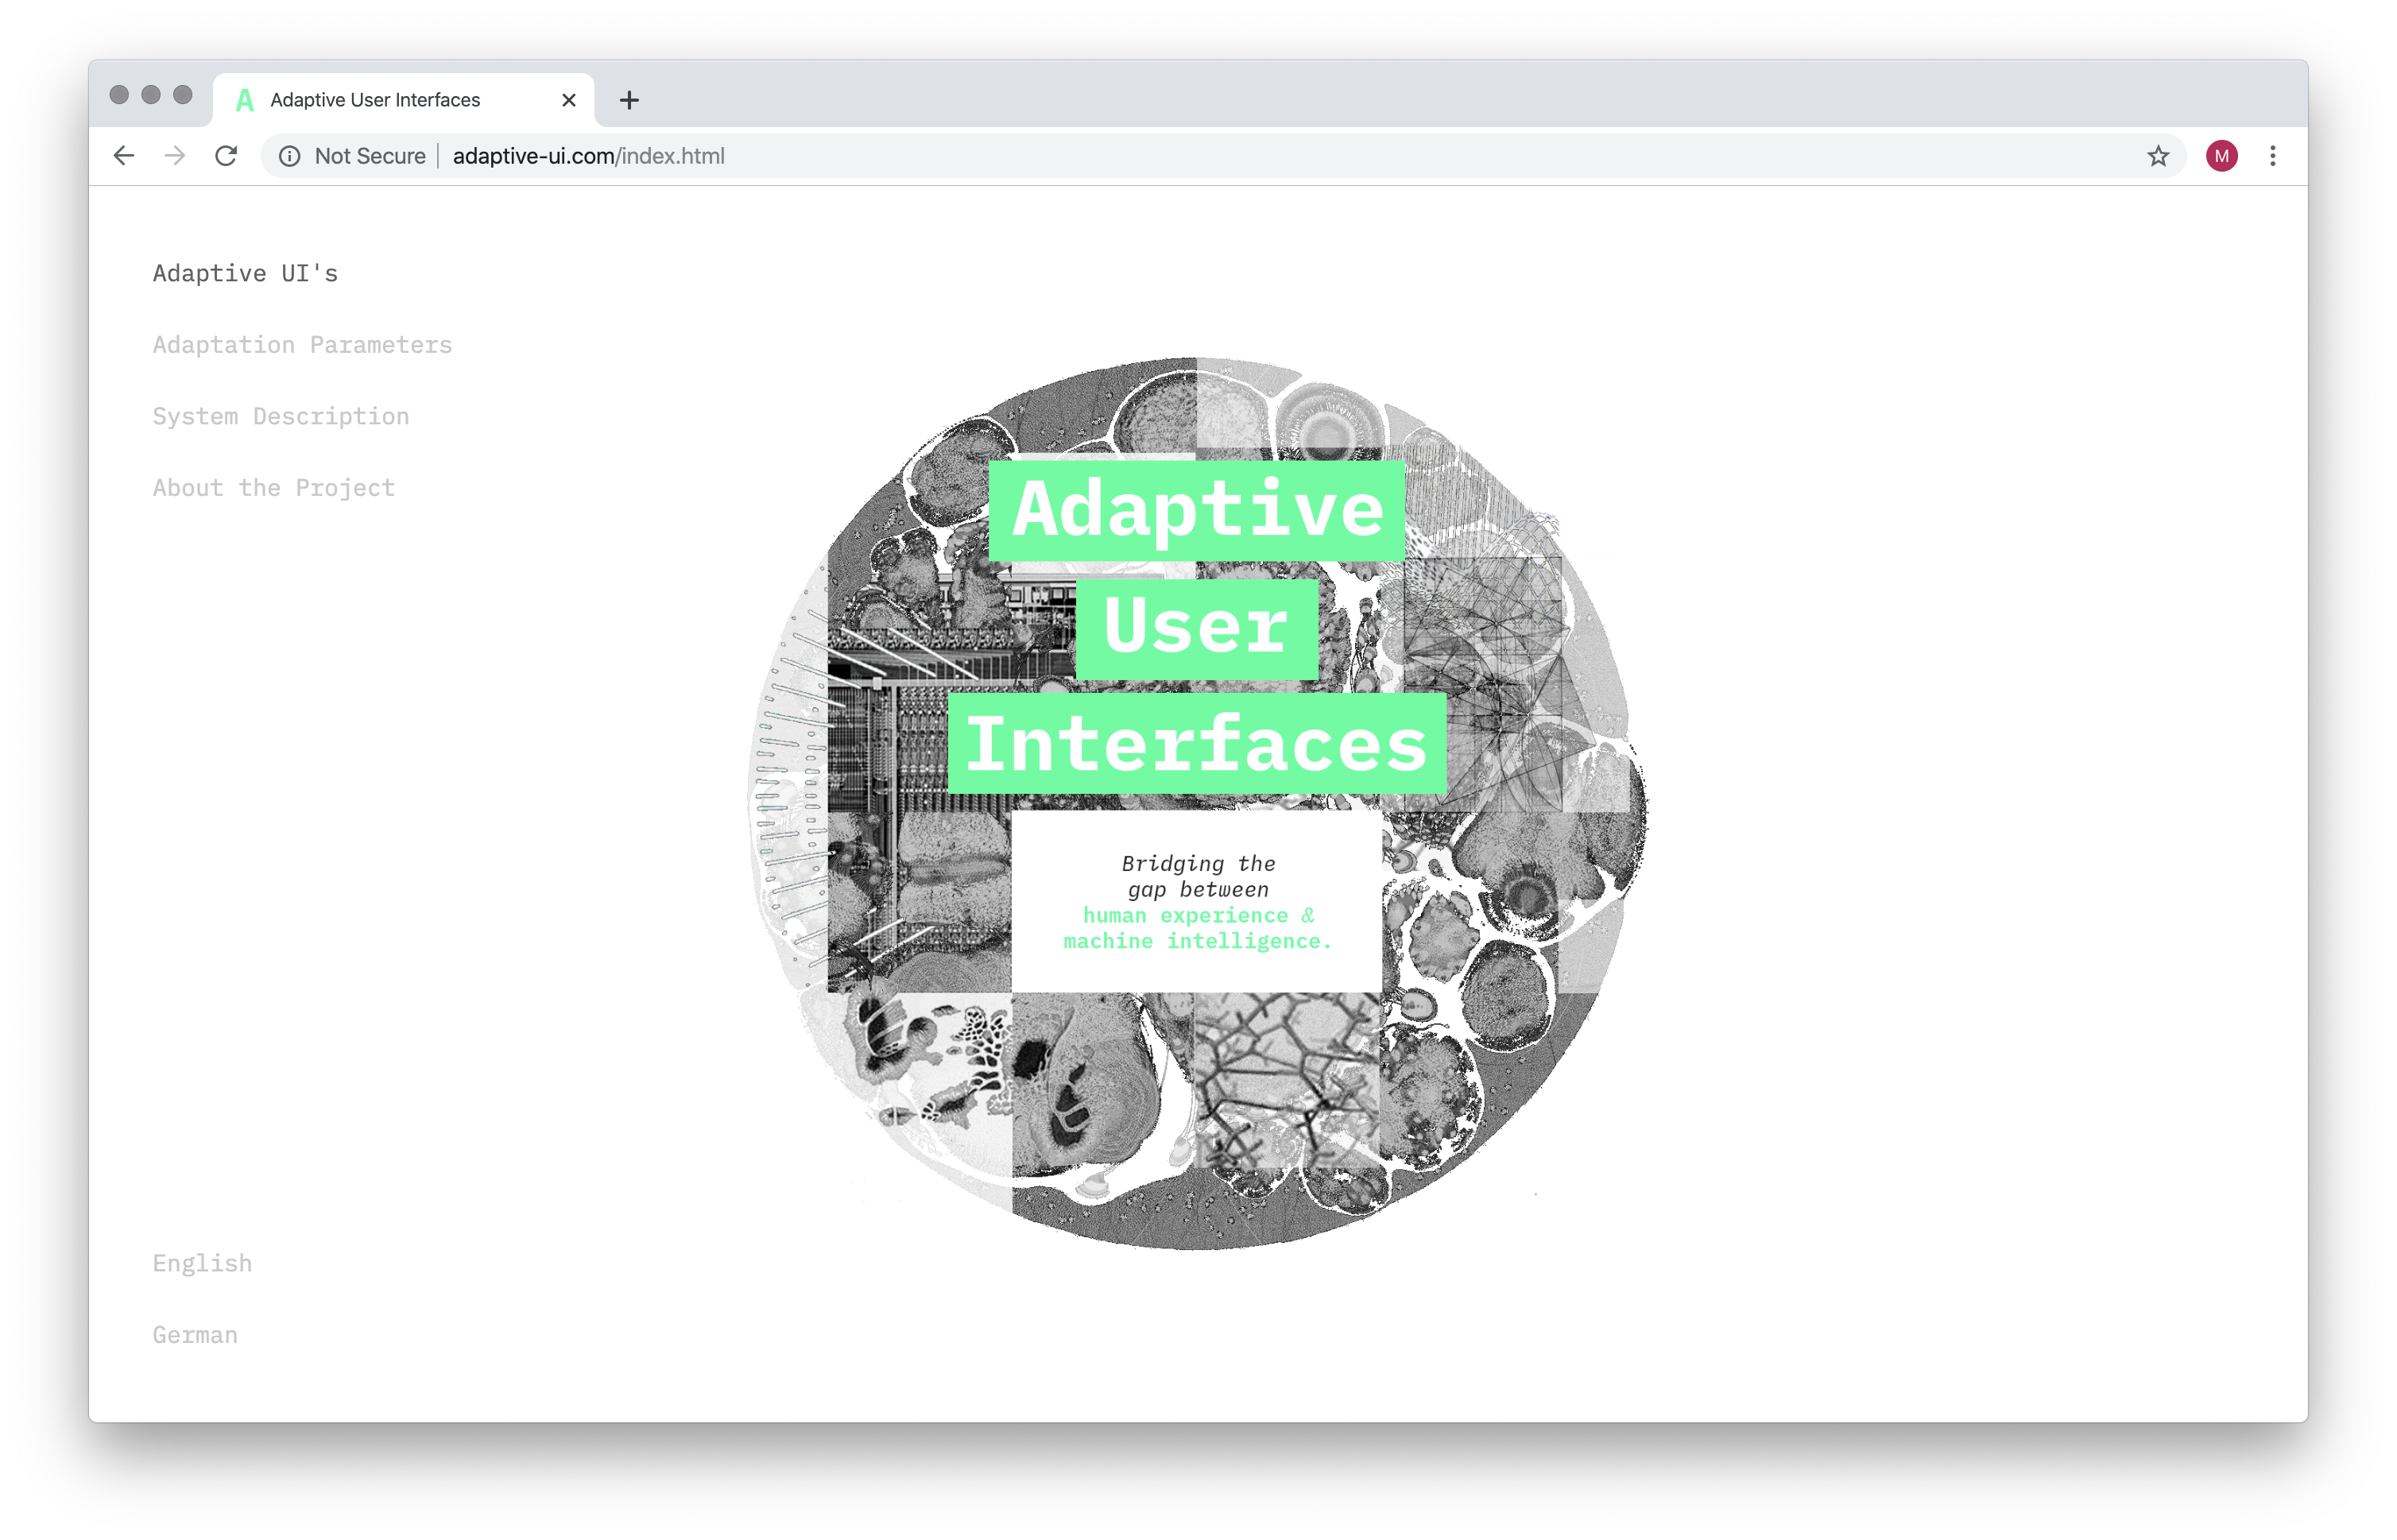 A Adaptive User Interfaces
Not Secure | adaptive-ui.com/index.html
M
Adaptive UI's
Adaptation Parameters
System Description
About the Project
Adaptive
User
Interfaces
Bridging the
gap between
human experience &
machine intelligence.
English
German